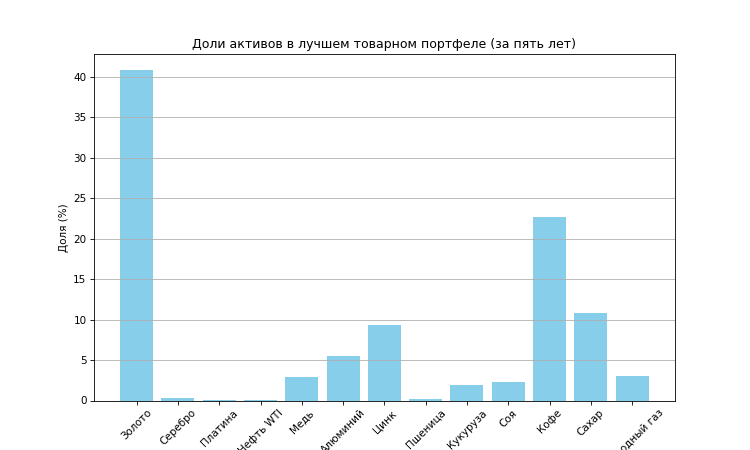 Доли активов в лучшем товарном портфеле (за пять лет)
Доля (%)
40
35
30
25
20
15
10
5
0
Золото
Серебро
Платина
Нефть WTI
Медь
Алюминий
Цинк
Пшеница
Кукуруза
Соя
Кофе
Сахар
газ